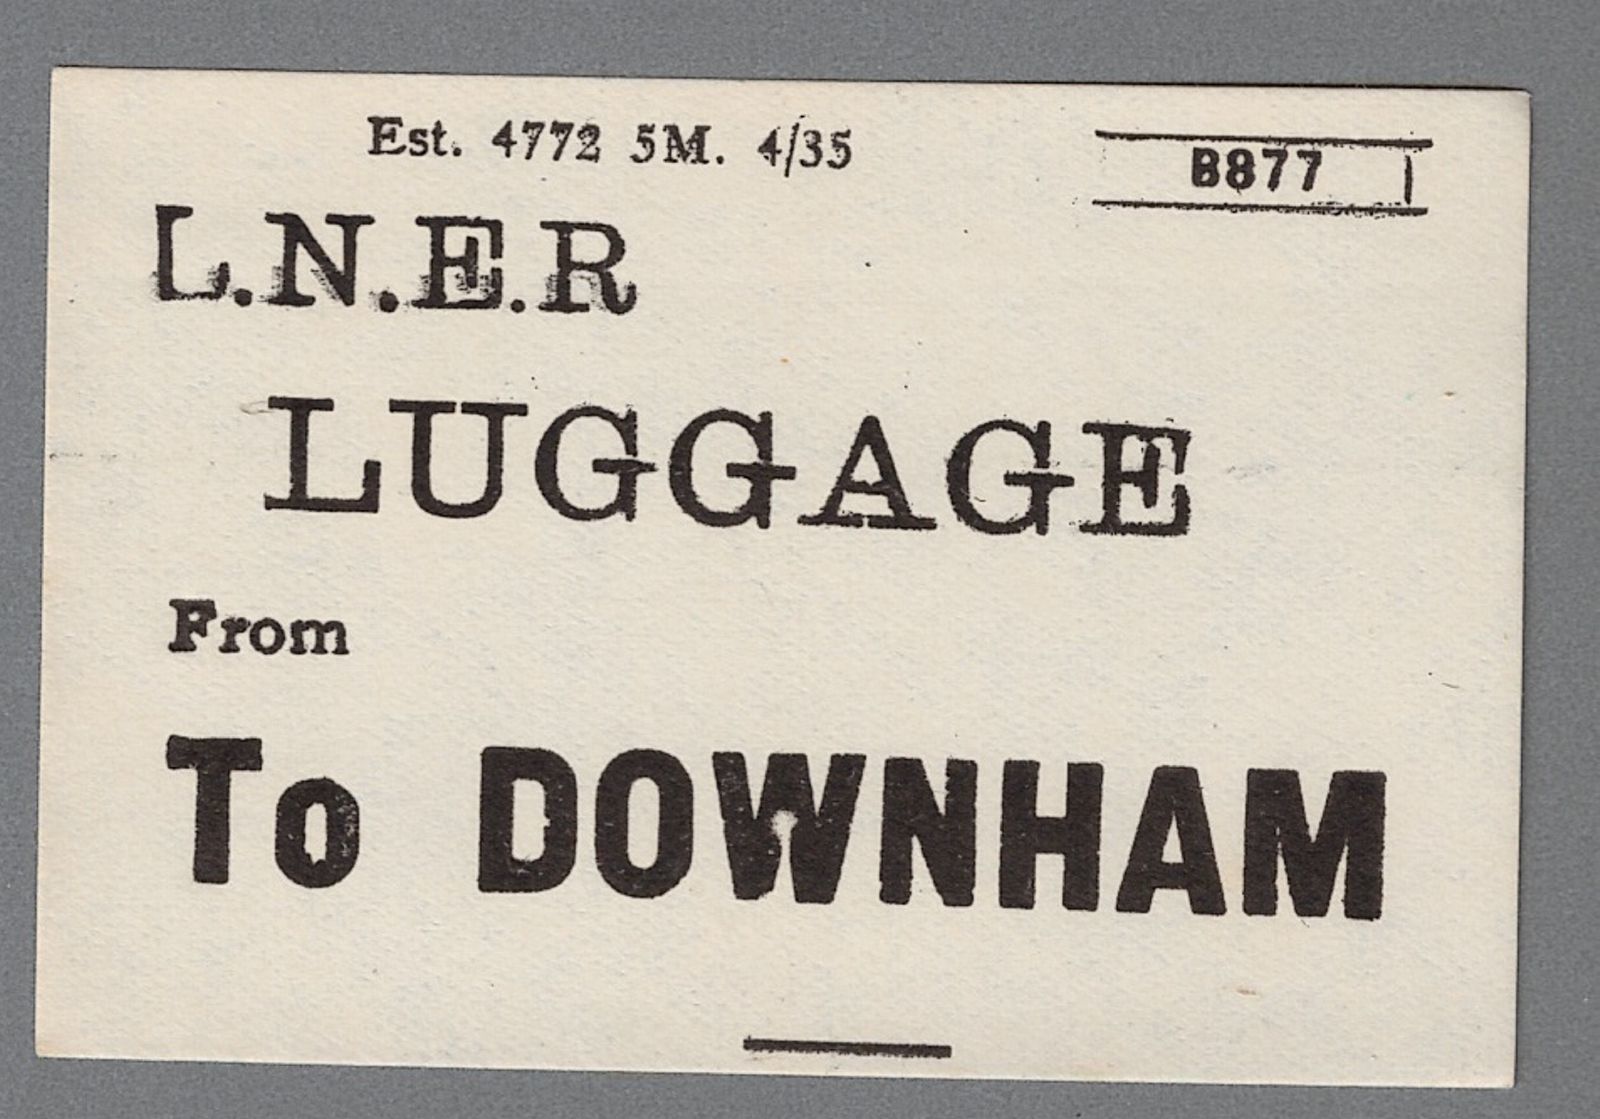 Est. 4772 5M. 4/35
B877
L.N.E.R
LUGGAGE
From
To DOWNHAM